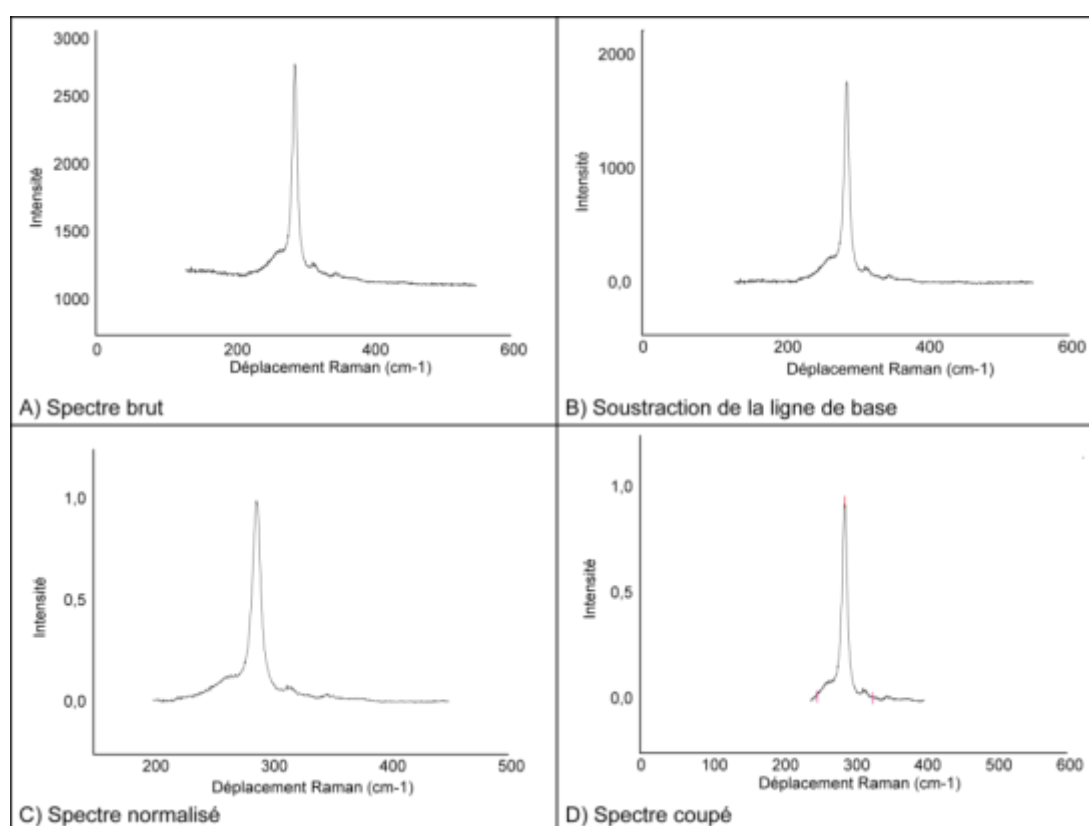 3000
2500
2000
1500
1000
Intensité
0 200 400 600
Déplacement Raman (cm-1)
A) Spectre brut
2000
1000
0,0
Intensité
0 200 400 600
Déplacement Raman (cm-1)
B) Soustraction de la ligne de base
1,0
0,5
0,0
Intensité
200 300 400 500
Déplacement Raman (cm-1)
C) Spectre normalisé
1,0
0,5
0,0
Intensité
0 100 200 300 400 500 600
Déplacement Raman (cm-1)
D) Spectre coupé